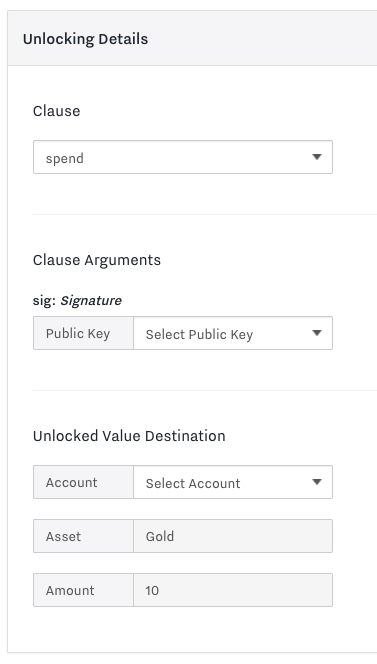 Unlocking Details
Clause
spend
Clause Arguments
sig: Signature
Public Key Select Public Key
Unlocked Value Destination
Account Select Account
Asset Gold
Amount 10